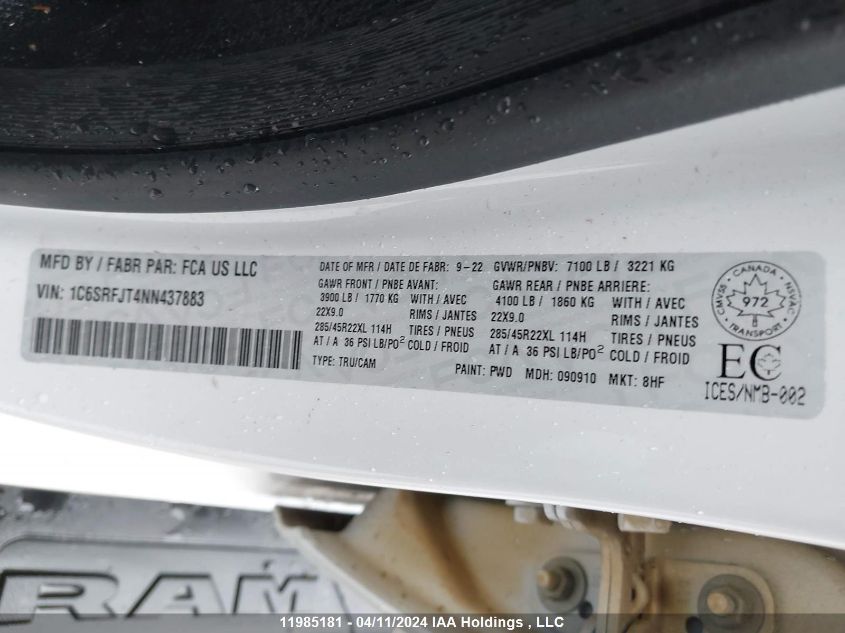 MFD BY / FABR PAR: FCA US LLC
VIN: 1C6SRFJT4NN437883
DATE OF MFR / DATE DE FABR: 9-22 GVWR/PNBV: 7100 LB / 3221 KG
GAWR FRONT / PNBE AVANT: GAWR REAR / PNBE ARRIERE:
3900 LB / 1770 KG WITH / AVEC 4100 LB / 1860 KG WITH / AVEC
22X9.0 RIMS / JANTES 22X9.0 RIMS / JANTES
285/45R22XL 114H TIRES / PNEUS 285/45R22XL 114H TIRES / PNEUS
AT / A 36 PSI LB/PO² COLD / FROID AT / A 36 PSI LB/PO² COLD / FROID
TYPE: TRU/CAM PAINT: PWD MDH: 090910 MKT: 8HF
CANADA
CMVSS 972 NSVAC
8
TRANSPORT
EC
ICES/NMB-002
RAM
11985181 - 04/11/2024 IAA Holdings , LLC